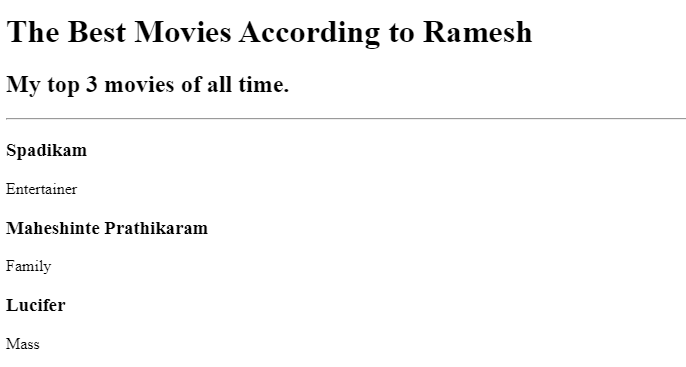 The Best Movies According to Ramesh
My top 3 movies of all time.
Spadikam
Entertainer
Maheshinte Prathikaram
Family
Lucifer
Mass